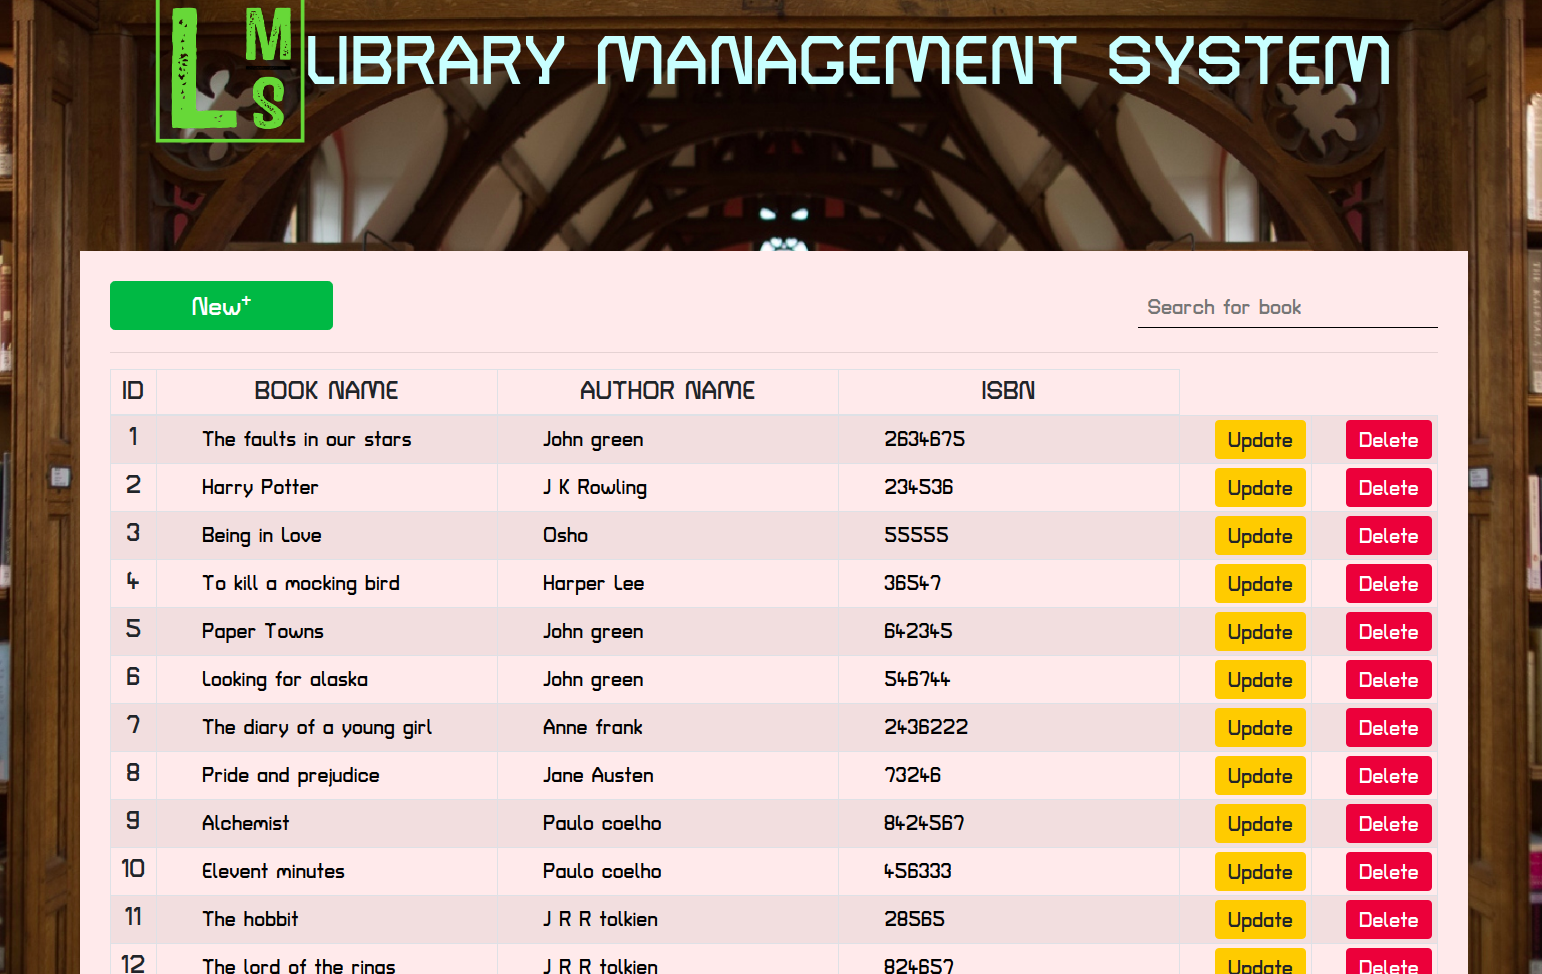 L M S
LIBRARY MANAGEMENT SYSTEM
New+
Search for book
ID BOOK NAME AUTHOR NAME ISBN
1 The faults in our stars John green 2634675 Update Delete
2 Harry Potter J K Rowling 234536 Update Delete
3 Being in Love Osho 55555 Update Delete
4 To kill a mocking bird Harper Lee 36547 Update Delete
5 Paper Towns John green 642345 Update Delete
6 Looking for alaska John green 546744 Update Delete
7 The diary of a young girl Anne frank 2436222 Update Delete
8 Pride and prejudice Jane Austen 73246 Update Delete
9 Alchemist Paulo coelho 8424567 Update Delete
10 Elevent minutes Paulo coelho 456333 Update Delete
11 The hobbit J R R tolkien 28565 Update Delete
12 The lord of the rings J R R tolkien 824657 Update Delete